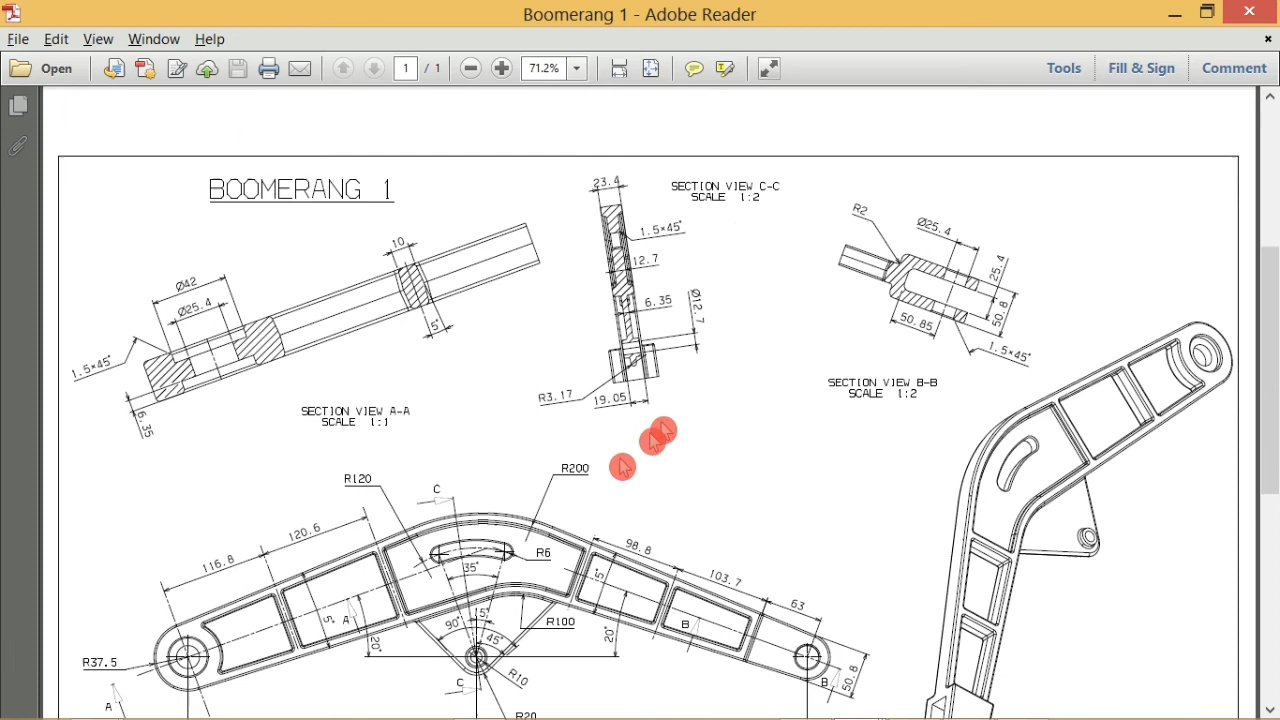 Boomerang 1 - Adobe Reader
File Edit View Window Help
Open 1 / 1 71.2% Tools Fill & Sign Comment
BOOMERANG 1
23.4
SECTION VIEW C-C
SCALE 1:2
1.5×45°
12.7
6.35
Ø12.7
R3.17
19.05
10
Ø42
Ø25.4
5°
1.5×45°
6.35
SECTION VIEW A-A
SCALE 1:1
R2
Ø25.4
25.4
50.8
50.85
1.5×45°
SECTION VIEW B-B
SCALE 1:2
R120
C
R200
116.8
120.6
R6
35°
98.8
103.7
63
5°
5°
A
20°
15°
90°
45°
R100
20°
B
R37.5
R10
C
B
50.8
A
R20